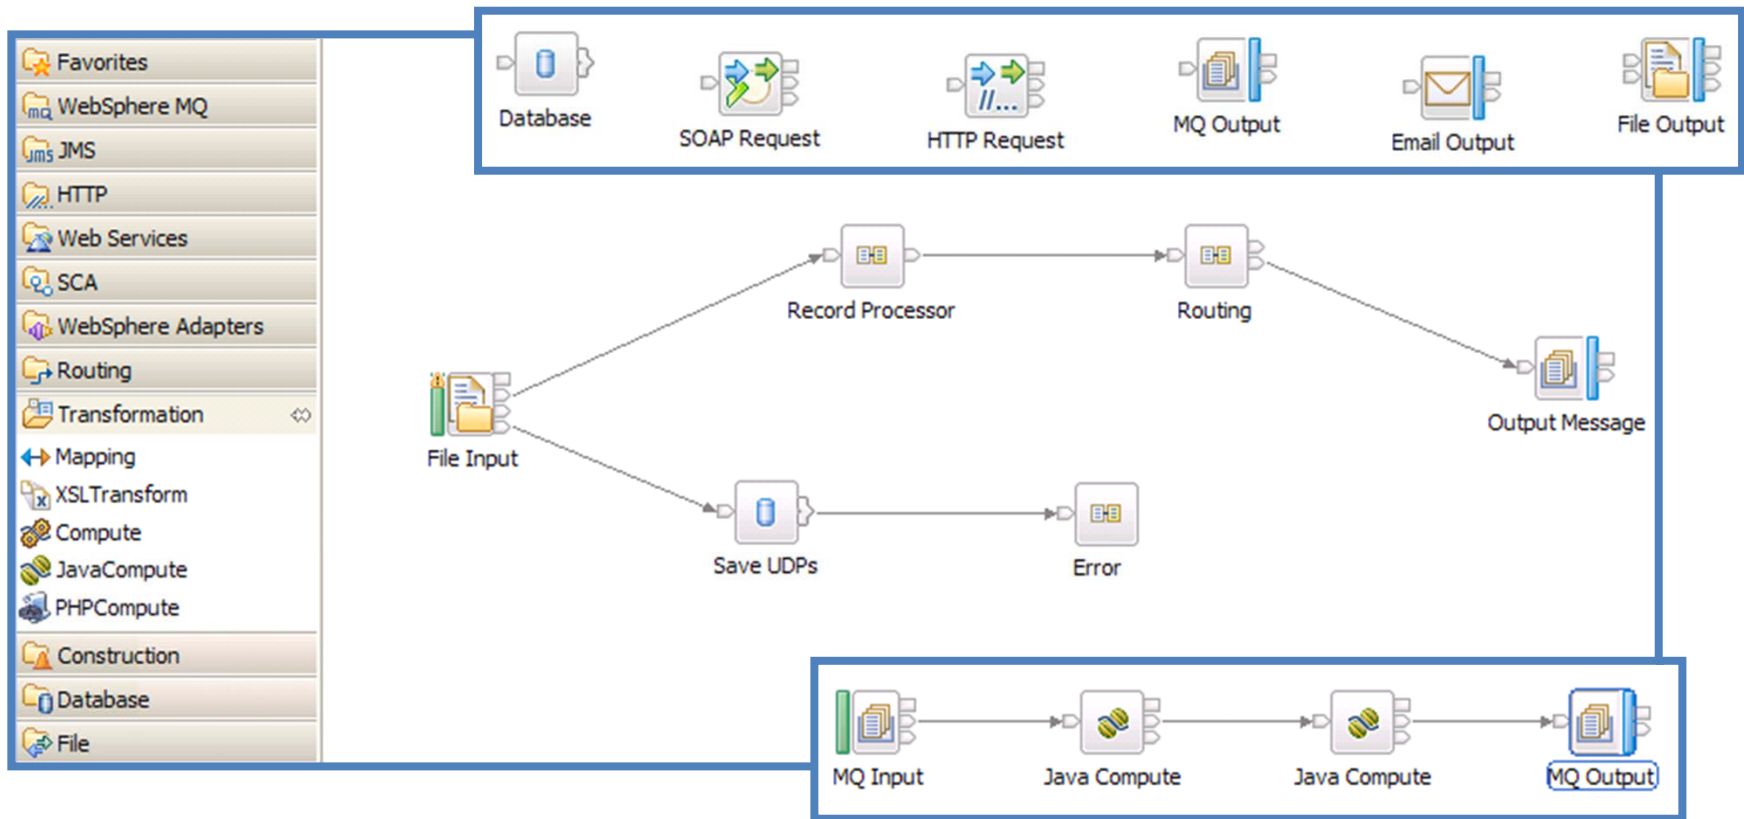 Favorites
WebSphere MQ
JMS
HTTP
Web Services
SCA
WebSphere Adapters
Routing
Transformation
Mapping
XSLTransform
Compute
JavaCompute
PHPCompute
Construction
Database
File
Database
SOAP Request
HTTP Request
MQ Output
Email Output
File Output
Record Processor
Routing
File Input
Output Message
Save UDPs
Error
MQ Input
Java Compute
Java Compute
MQ Output